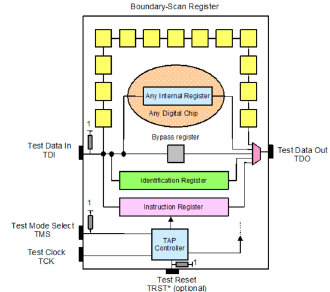 Boundary-Scan Register
Any Internal Register
Any Digital Chip
1
Bypass register
Test Data In
TDI
Test Data Out
TDO
Identification Register
Instruction Register
1
Test Mode Select
TMS
TAP
Controller
Test Clock
TCK
1
Test Reset
TRST* (optional)